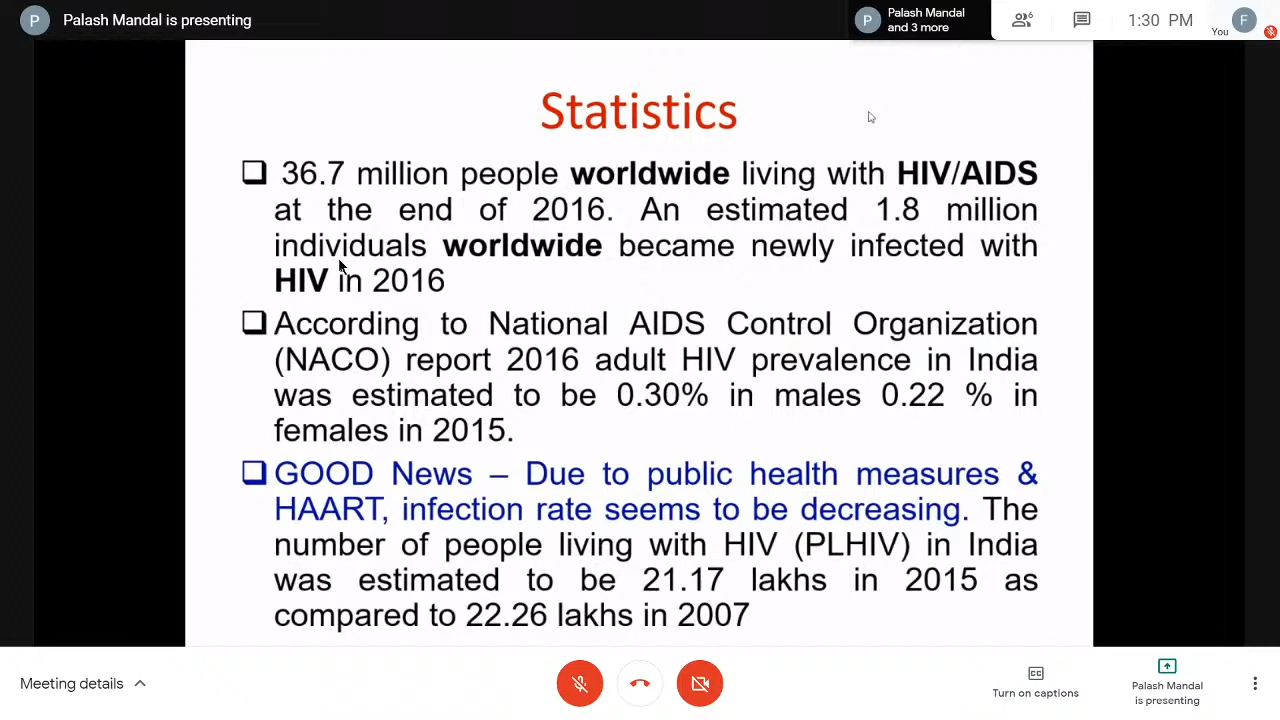 P Palash Mandal is presenting
P Palash Mandal
and 3 more
6
1:30 PM
You
F
Statistics
36.7 million people worldwide living with HIV/AIDS
at the end of 2016. An estimated 1.8 million
individuals worldwide became newly infected with
HIV in 2016
According to National AIDS Control Organization
(NACO) report 2016 adult HIV prevalence in India
was estimated to be 0.30% in males 0.22 % in
females in 2015.
GOOD News – Due to public health measures &
HAART, infection rate seems to be decreasing. The
number of people living with HIV (PLHIV) in India
was estimated to be 21.17 lakhs in 2015 as
compared to 22.26 lakhs in 2007
Meeting details
CC
Turn on captions
Palash Mandal
is presenting